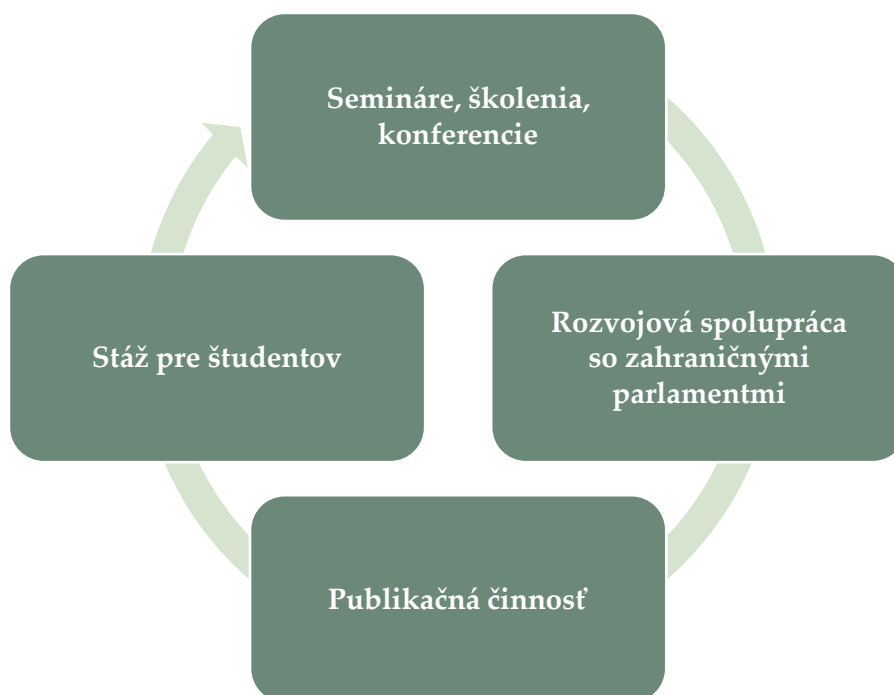 Semináre, školenia,
konferencie
Rozvojová spolupráca
so zahraničnými
parlamentmi
Stáž pre študentov
Publikačná činnosť